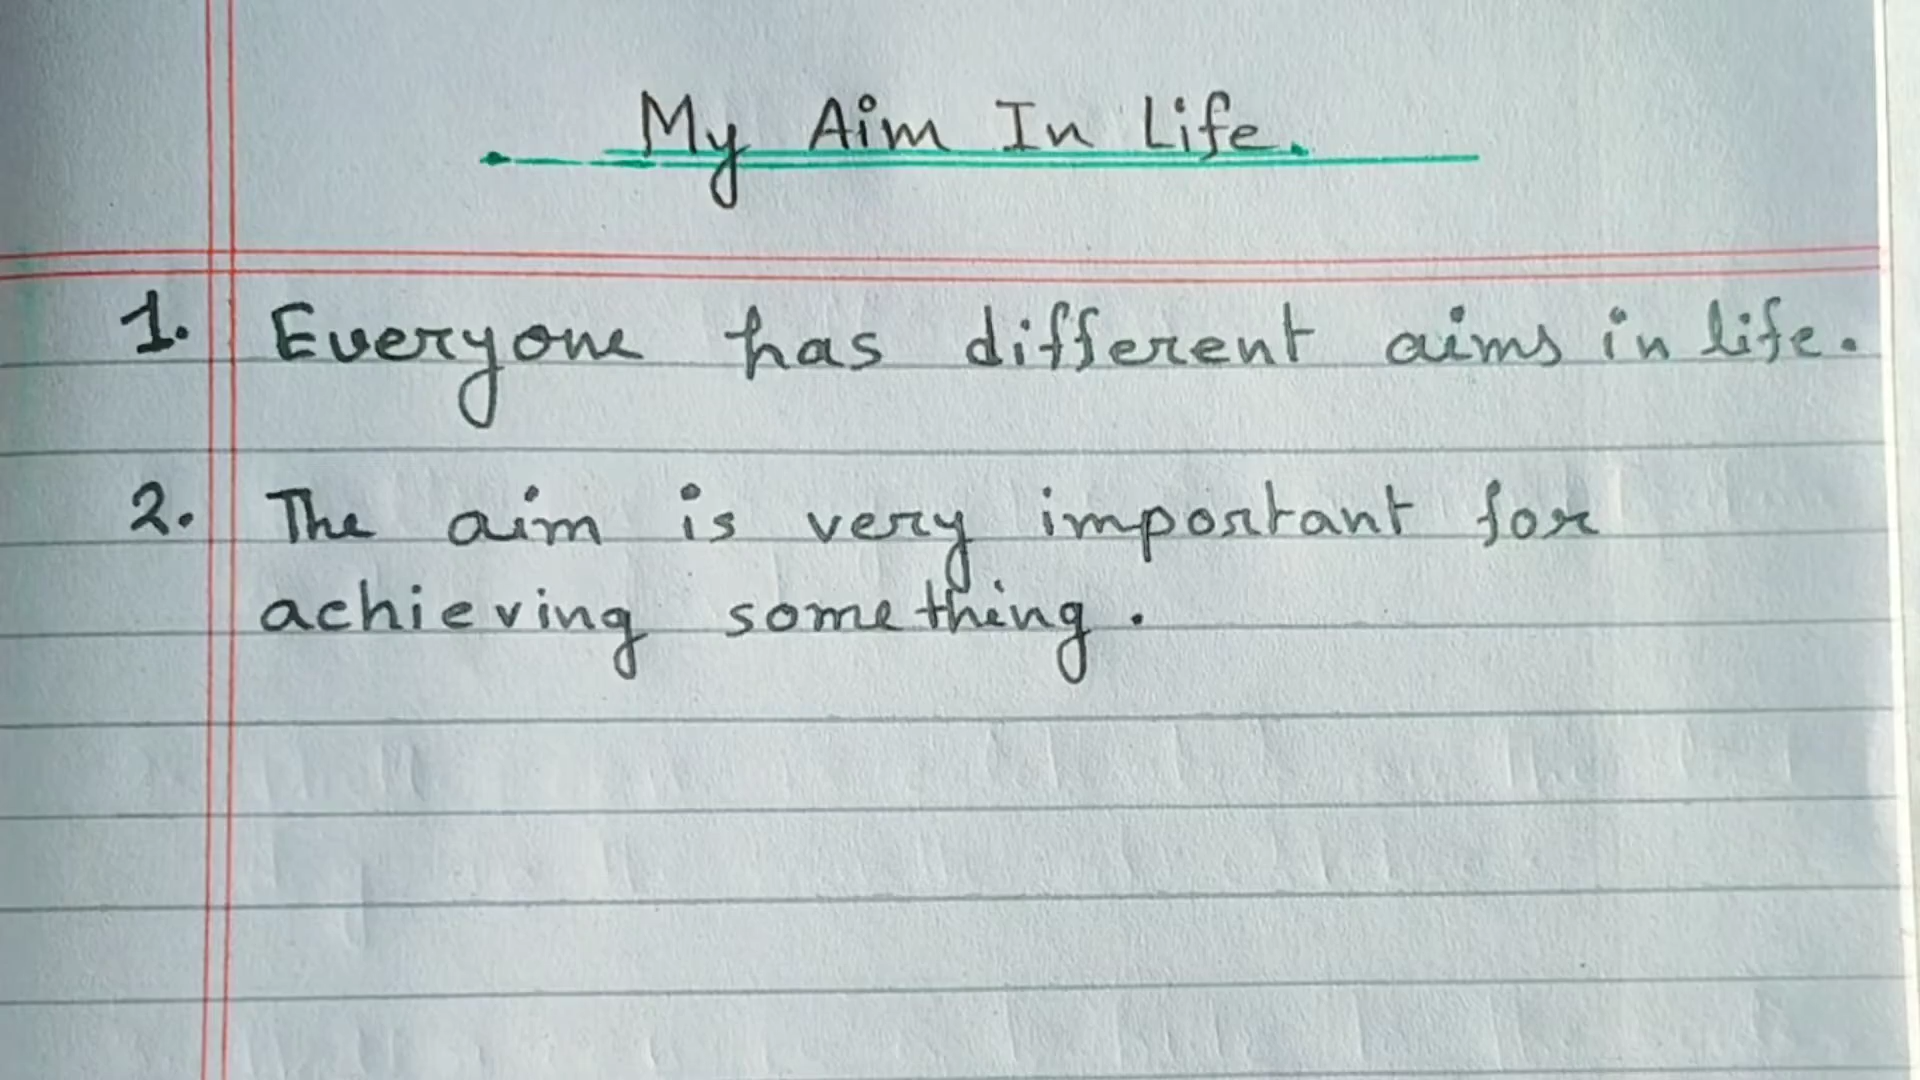 My Aim In Life.
1. Everyone has different aims in life.
2. The aim is very important for
achieving something.